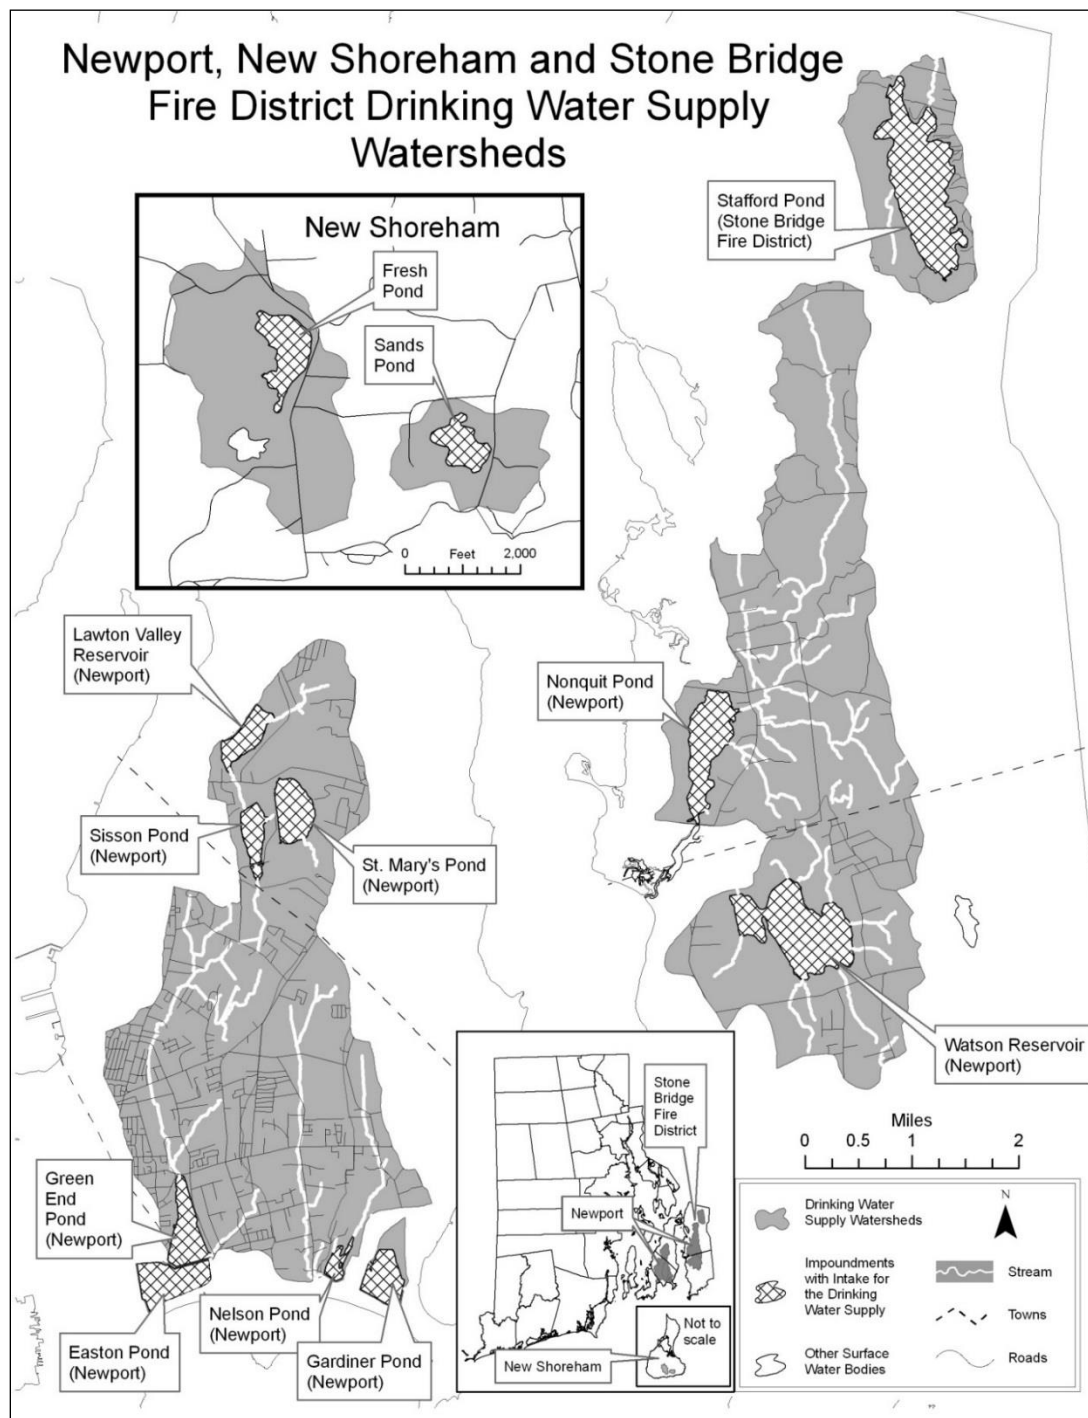 Newport, New Shoreham and Stone Bridge
Fire District Drinking Water Supply
Watersheds
New Shoreham
Fresh
Pond
Sands
Pond
0 Feet 2,000
Stafford Pond
(Stone Bridge
Fire District)
Lawton Valley
Reservoir
(Newport)
Nonquit Pond
(Newport)
Sisson Pond
(Newport)
St. Mary's Pond
(Newport)
Watson Reservoir
(Newport)
Green
End
Pond
(Newport)
Easton Pond
(Newport)
Nelson Pond
(Newport)
Gardiner Pond
(Newport)
Stone
Bridge
Fire
District
Newport
Not to
scale
New Shoreham
Miles
0 0.5 1 2
Drinking Water
Supply Watersheds
N
Impoundments
with Intake for
the Drinking
Water Supply
Stream
Towns
Other Surface
Water Bodies
Roads